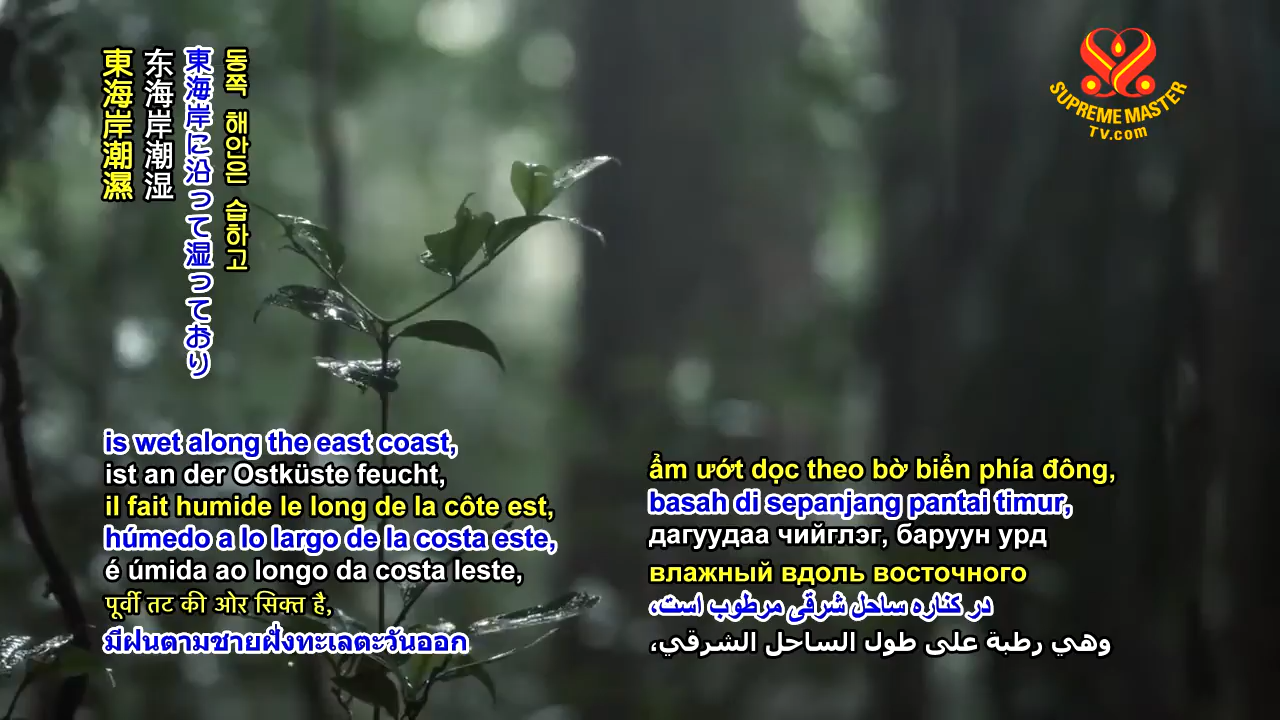 東海岸潮濕
东海岸潮湿
東海岸に沿って湿っており
동쪽 해안은 습하고
SUPREME MASTER
TV.com
is wet along the east coast,
ist an der Ostküste feucht,
il fait humide le long de la côte est,
húmedo a lo largo de la costa este,
é úmida ao longo da costa leste,
पूर्वी तट की ओर सिक्त है,
มีฝนตามชายฝั่งทะเลตะวันออก
ẩm ướt dọc theo bờ biển phía đông,
basah di sepanjang pantai timur,
дагуудаа чийглэг, баруун урд
влажный вдоль восточного
در کناره ساحل شرقی مرطوب است،
وهي رطبة على طول الساحل الشرقي،